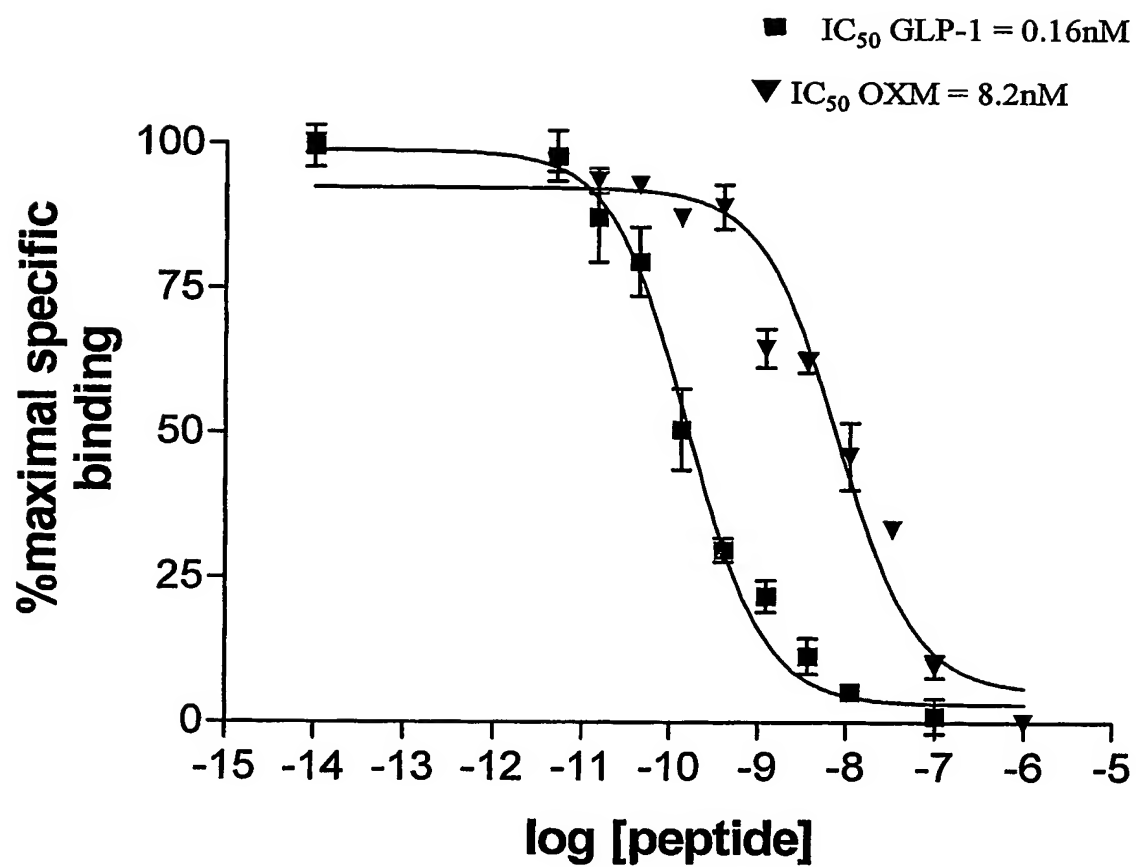 IC₅₀ GLP-1 = 0.16nM
IC₅₀ OXM = 8.2nM
100
75
50
25
0
%maximal specific
binding
-15 -14 -13 -12 -11 -10 -9 -8 -7 -6 -5
log [peptide]